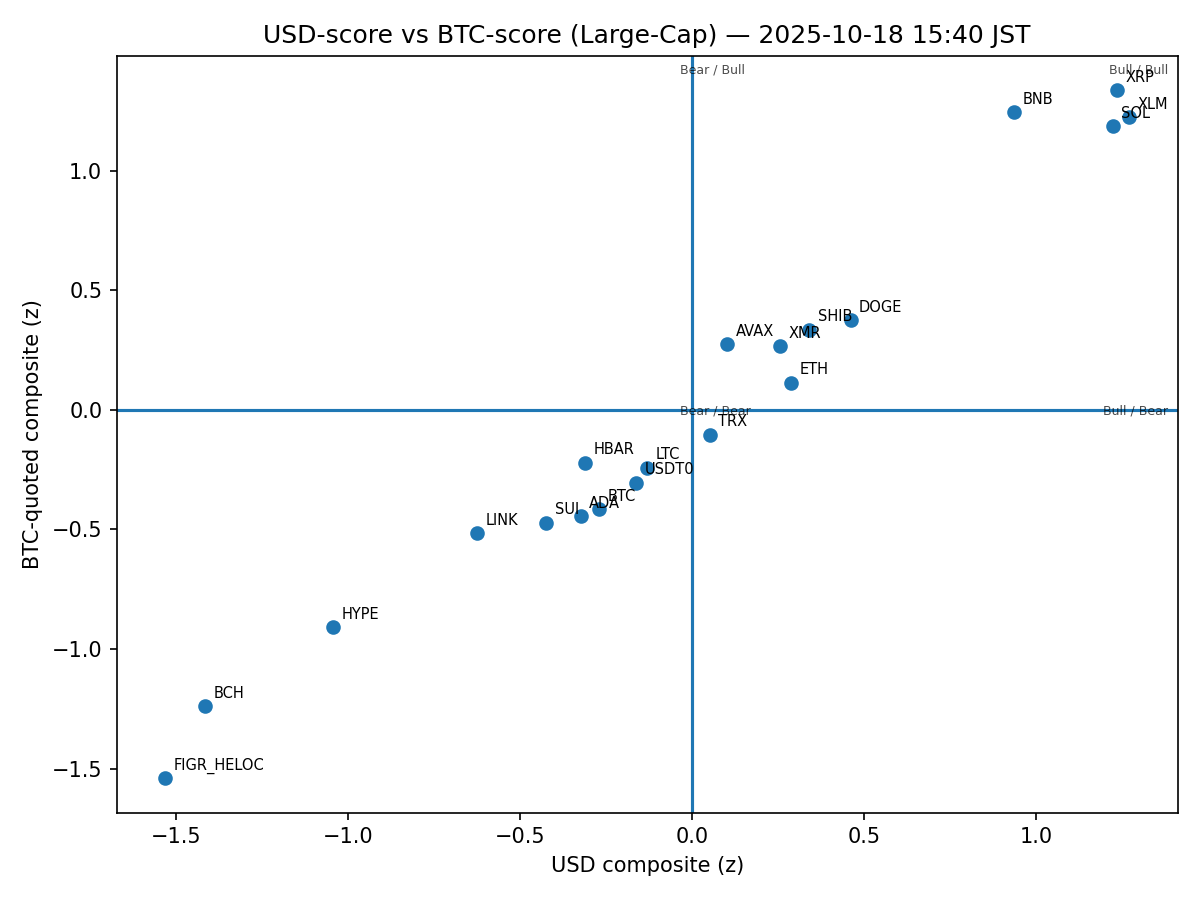 USD-score vs BTC-score (Large-Cap) — 2025-10-18 15:40 JST
Bear / Bull
Bull / Bull
XRP
BNB
XLM
SOL
1.0
0.5
DOGE
SHIB
AVAX
XMR
ETH
0.0
Bear / Bear
Bull / Bear
TRX
HBAR
LTC
USDT0
BTC
ADA
SUI
LINK
−0.5
HYPE
−1.0
BCH
FIGR_HELOC
−1.5
BTC-quoted composite (z)
−1.5 −1.0 −0.5 0.0 0.5 1.0
USD composite (z)